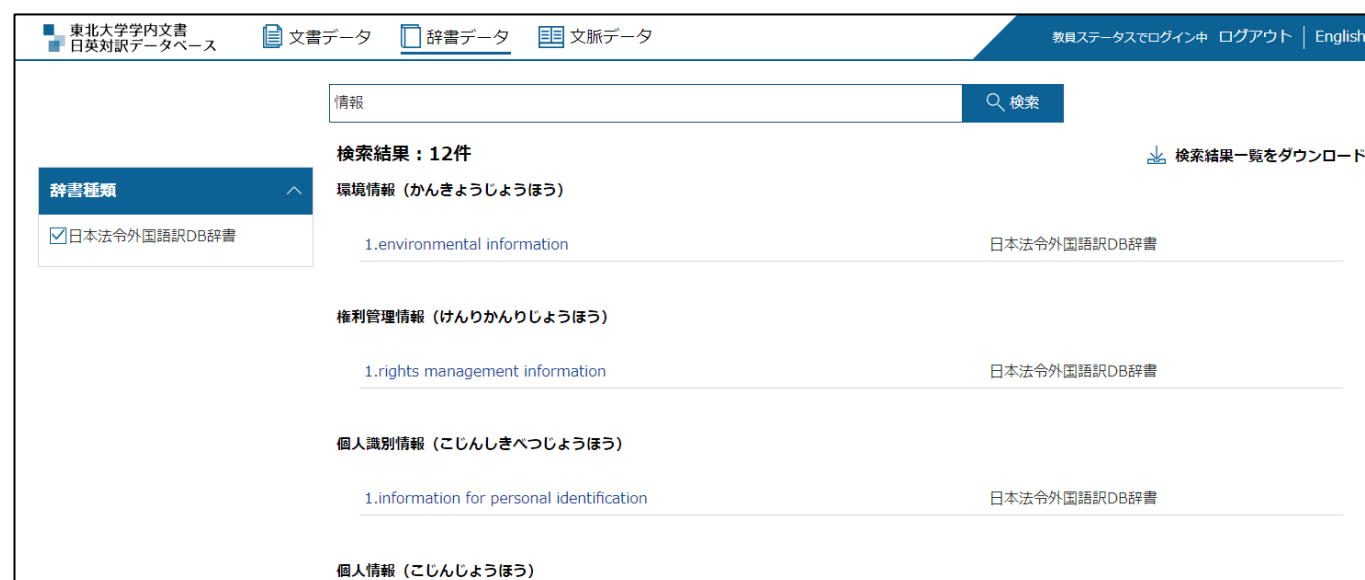 東北大学学内文書
日英対訳データベース
文書データ
辞書データ
文脈データ
教員ステータスでログイン中 ログアウト | English
情報
検索
検索結果：12件
検索結果一覧をダウンロード
辞書種類
日本法令外国語訳DB辞書
環境情報（かんきょうじょうほう）
1.environmental information 日本法令外国語訳DB辞書
権利管理情報（けんりかんりじょうほう）
1.rights management information 日本法令外国語訳DB辞書
個人識別情報（こじんしきべつじょうほう）
1.information for personal identification 日本法令外国語訳DB辞書
個人情報（こじんじょうほう）